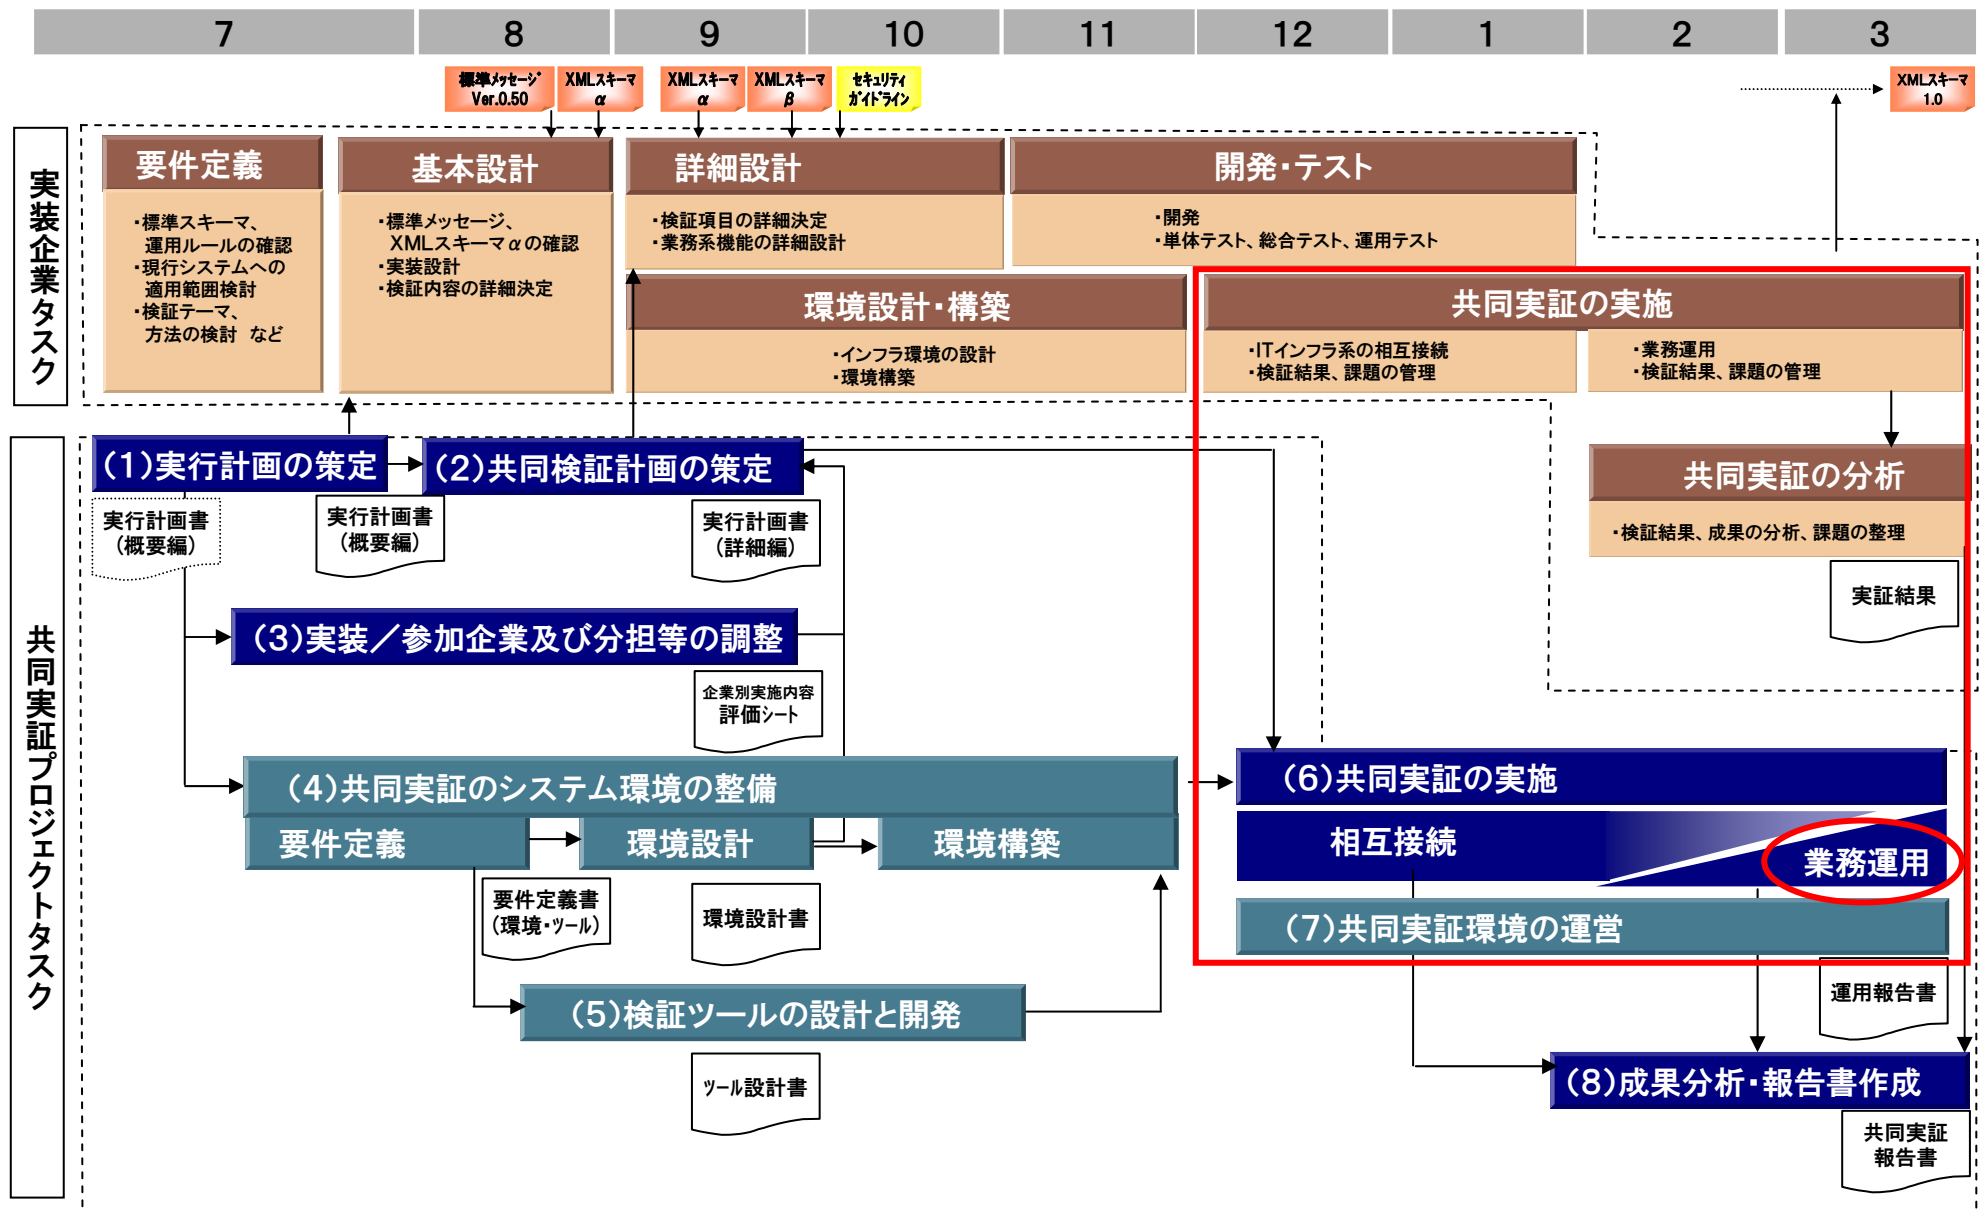 7 8 9 10 11 12 1 2 3
標準メッセージ
Ver.0.50
XMLスキーマ
α
XMLスキーマ
α
XMLスキーマ
β
セキュリティ
ガイドライン
XMLスキーマ
1.0
実装企業タスク
要件定義
・標準スキーマ、
運用ルールの確認
・現行システムへの
適用範囲検討
・検証テーマ、
方法の検討 など
基本設計
・標準メッセージ、
XMLスキーマαの確認
・実装設計
・検証内容の詳細決定
詳細設計
・検証項目の詳細決定
・業務系機能の詳細設計
開発・テスト
・開発
・単体テスト、総合テスト、運用テスト
環境設計・構築
・インフラ環境の設計
・環境構築
共同実証の実施
・ITインフラ系の相互接続
・検証結果、課題の管理
・業務運用
・検証結果、課題の管理
共同実証の分析
・検証結果、成果の分析、課題の整理
実証結果
共同実証プロジェクトタスク
(1)実行計画の策定
実行計画書
(概要編)
実行計画書
(概要編)
(2)共同検証計画の策定
実行計画書
(詳細編)
(3)実装/参加企業及び分担等の調整
企業別実施内容
評価シート
(4)共同実証のシステム環境の整備
要件定義
環境設計
環境構築
要件定義書
(環境・ツール)
環境設計書
(5)検証ツールの設計と開発
ツール設計書
(6)共同実証の実施
相互接続
業務運用
(7)共同実証環境の運営
運用報告書
(8)成果分析・報告書作成
共同実証
報告書